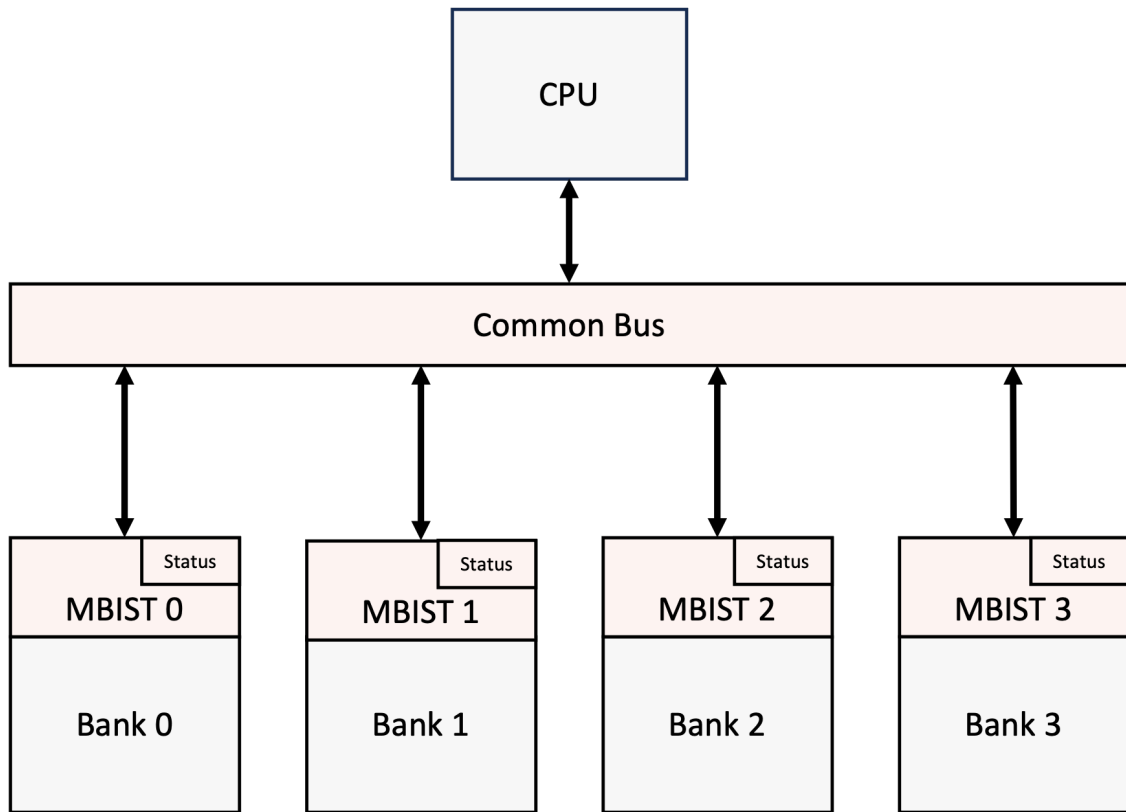 CPU
Common Bus
Status
MBIST 0
Bank 0
Status
MBIST 1
Bank 1
Status
MBIST 2
Bank 2
Status
MBIST 3
Bank 3